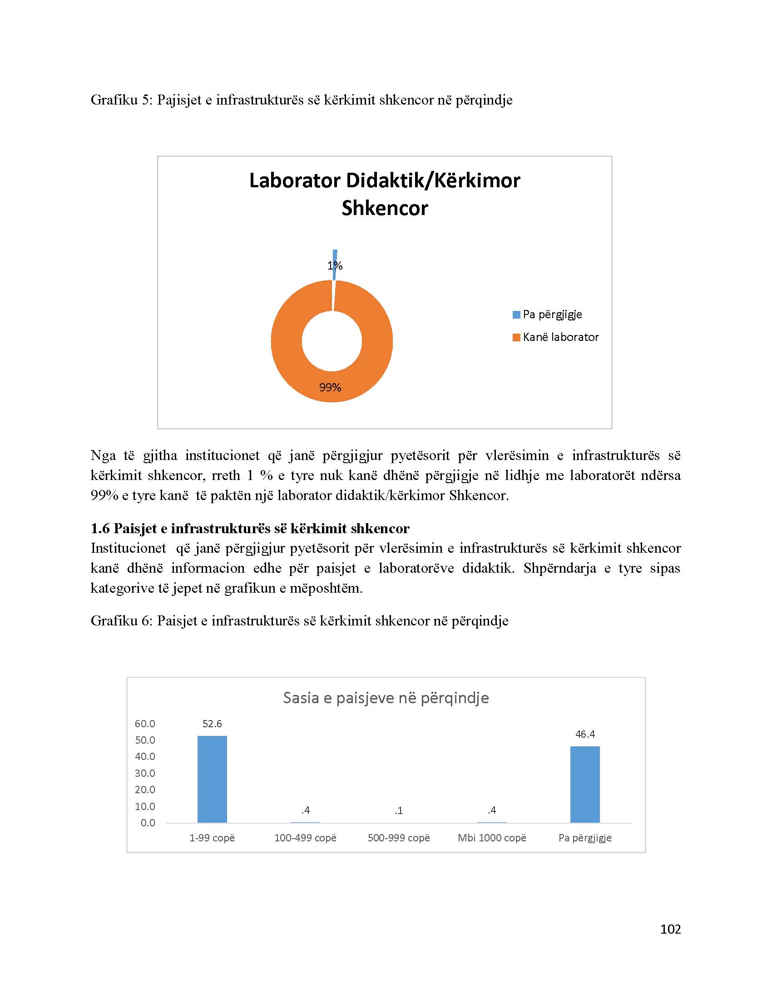 Grafiku 5: Pajisjet e infrastrukturës së kërkimit shkencor në përqindje
Laborator Didaktik/Kërkimor
Shkencor
1%
Pa përgjigje
Kanë laborator
99%
Nga të gjitha institucionet që janë përgjigjur pyetësorit për vlerësimin e infrastrukturës së
kërkimit shkencor, rreth 1 % e tyre nuk kanë dhënë përgjigje në lidhje me laboratorët ndërsa
99% e tyre kanë  të paktën një laborator didaktik/kërkimor Shkencor.
1.6 Paisjet e infrastrukturës së kërkimit shkencor
Institucionet  që janë përgjigjur pyetësorit për vlerësimin e infrastrukturës së kërkimit shkencor
kanë dhënë informacion edhe për paisjet e laboratorëve didaktik. Shpërndarja e tyre sipas
kategorive të jepet në grafikun e mëposhtëm.
Grafiku 6: Paisjet e infrastrukturës së kërkimit shkencor në përqindje
Sasia e paisjeve në përqindje
60.0
50.0
40.0
30.0
20.0
10.0
0.0
52.6
.4
.1
.4
46.4
1-99 copë
100-499 copë
500-999 copë
Mbi 1000 copë
Pa përgjigje
102